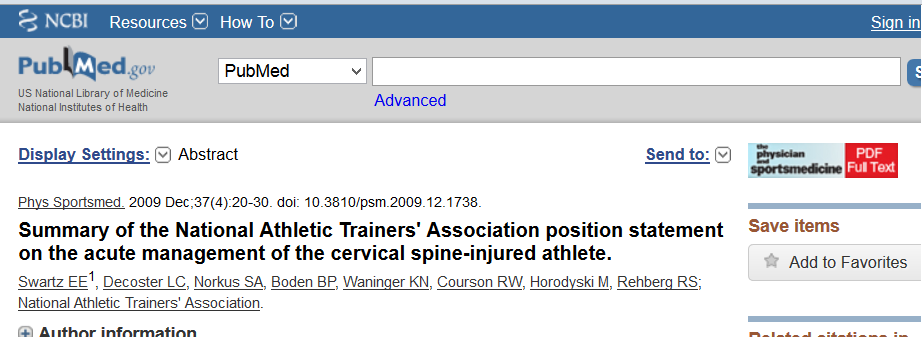 NCBI Resources How To Sign in
PubMed.gov
US National Library of Medicine
National Institutes of Health
PubMed
Advanced
Display Settings: Abstract Send to:
the physician and sportsmedicine PDF Full Text
Phys Sportsmed. 2009 Dec;37(4):20-30. doi: 10.3810/psm.2009.12.1738.
Summary of the National Athletic Trainers' Association position statement
on the acute management of the cervical spine-injured athlete.
Swartz EE1, Decoster LC, Norkus SA, Boden BP, Waninger KN, Courson RW, Horodyski M, Rehberg RS;
National Athletic Trainers' Association.
Author information
Save items
Add to Favorites
Related citations in